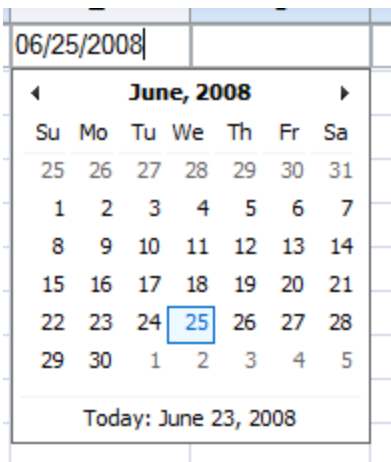 06/25/2008
June, 2008
Su Mo Tu We Th Fr Sa
25 26 27 28 29 30 31
1 2 3 4 5 6 7
8 9 10 11 12 13 14
15 16 17 18 19 20 21
22 23 24 25 26 27 28
29 30 1 2 3 4 5
Today: June 23, 2008